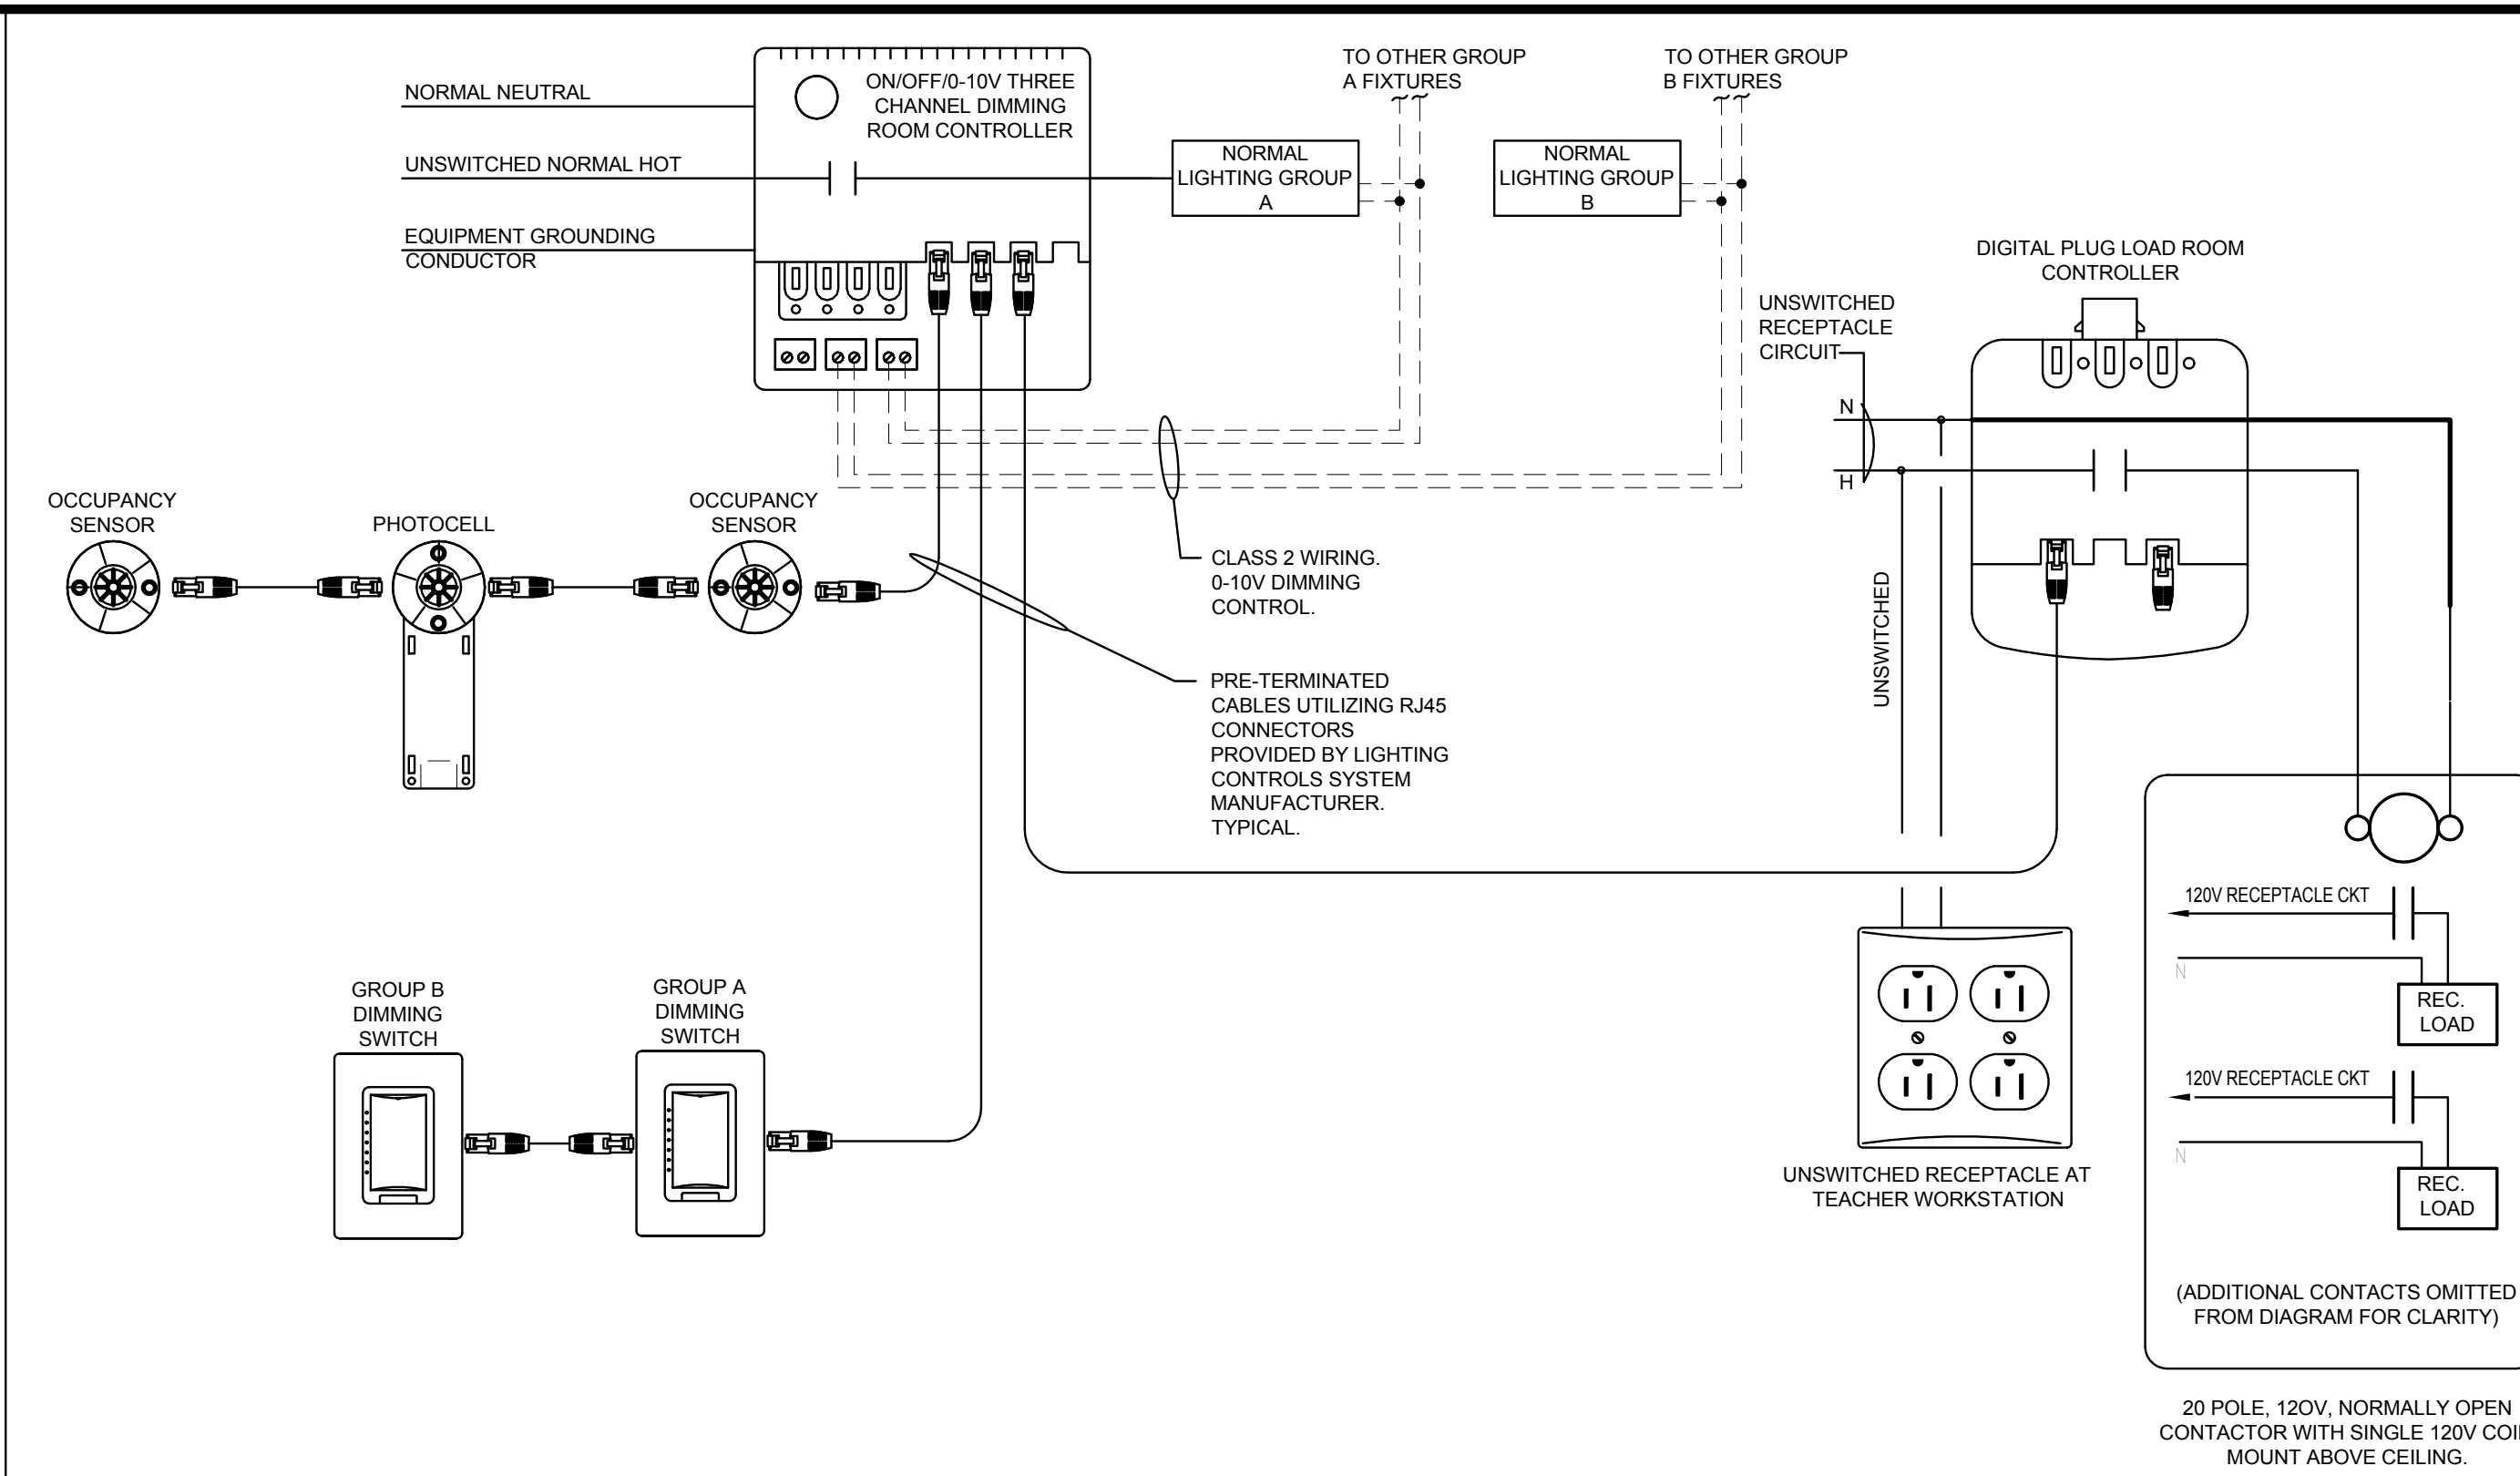 NORMAL NEUTRAL
UNSWITCHED NORMAL HOT
EQUIPMENT GROUNDING
CONDUCTOR
ON/OFF/0-10V THREE
CHANNEL DIMMING
ROOM CONTROLLER
TO OTHER GROUP
A FIXTURES
TO OTHER GROUP
B FIXTURES
NORMAL
LIGHTING GROUP
A
NORMAL
LIGHTING GROUP
B
DIGITAL PLUG LOAD ROOM
CONTROLLER
UNSWITCHED
RECEPTACLE
CIRCUIT
N
H
UNSWITCHED
OCCUPANCY
SENSOR
PHOTOCELL
OCCUPANCY
SENSOR
CLASS 2 WIRING.
0-10V DIMMING
CONTROL.
PRE-TERMINATED
CABLES UTILIZING RJ45
CONNECTORS
PROVIDED BY LIGHTING
CONTROLS SYSTEM
MANUFACTURER.
TYPICAL.
GROUP B
DIMMING
SWITCH
GROUP A
DIMMING
SWITCH
UNSWITCHED RECEPTACLE AT
TEACHER WORKSTATION
120V RECEPTACLE CKT
N
REC.
LOAD
120V RECEPTACLE CKT
N
REC.
LOAD
(ADDITIONAL CONTACTS OMITTED
FROM DIAGRAM FOR CLARITY)
20 POLE, 12OV, NORMALLY OPEN
CONTACTOR WITH SINGLE 120V
MOUNT ABOVE CEILING.